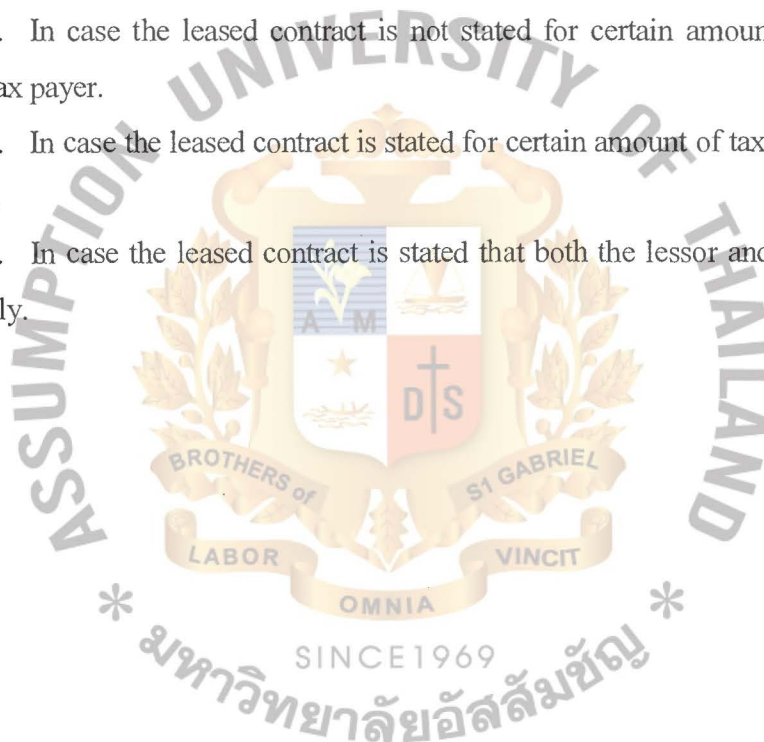 . In case the leased contract is not stated for certain amoun
ax payer.
. In case the leased contract is stated for certain amount of tax
. In case the leased contract is stated that both the lessor and
ly.
ASSUMPTION UNIVERSITY OF THAILAND
A M
D S
BROTHERS of S1 GABRIEL
LABOR VINCIT
OMNIA
* SINCE1969 *
มหาวิทยาลัยอัสสัมชัญ